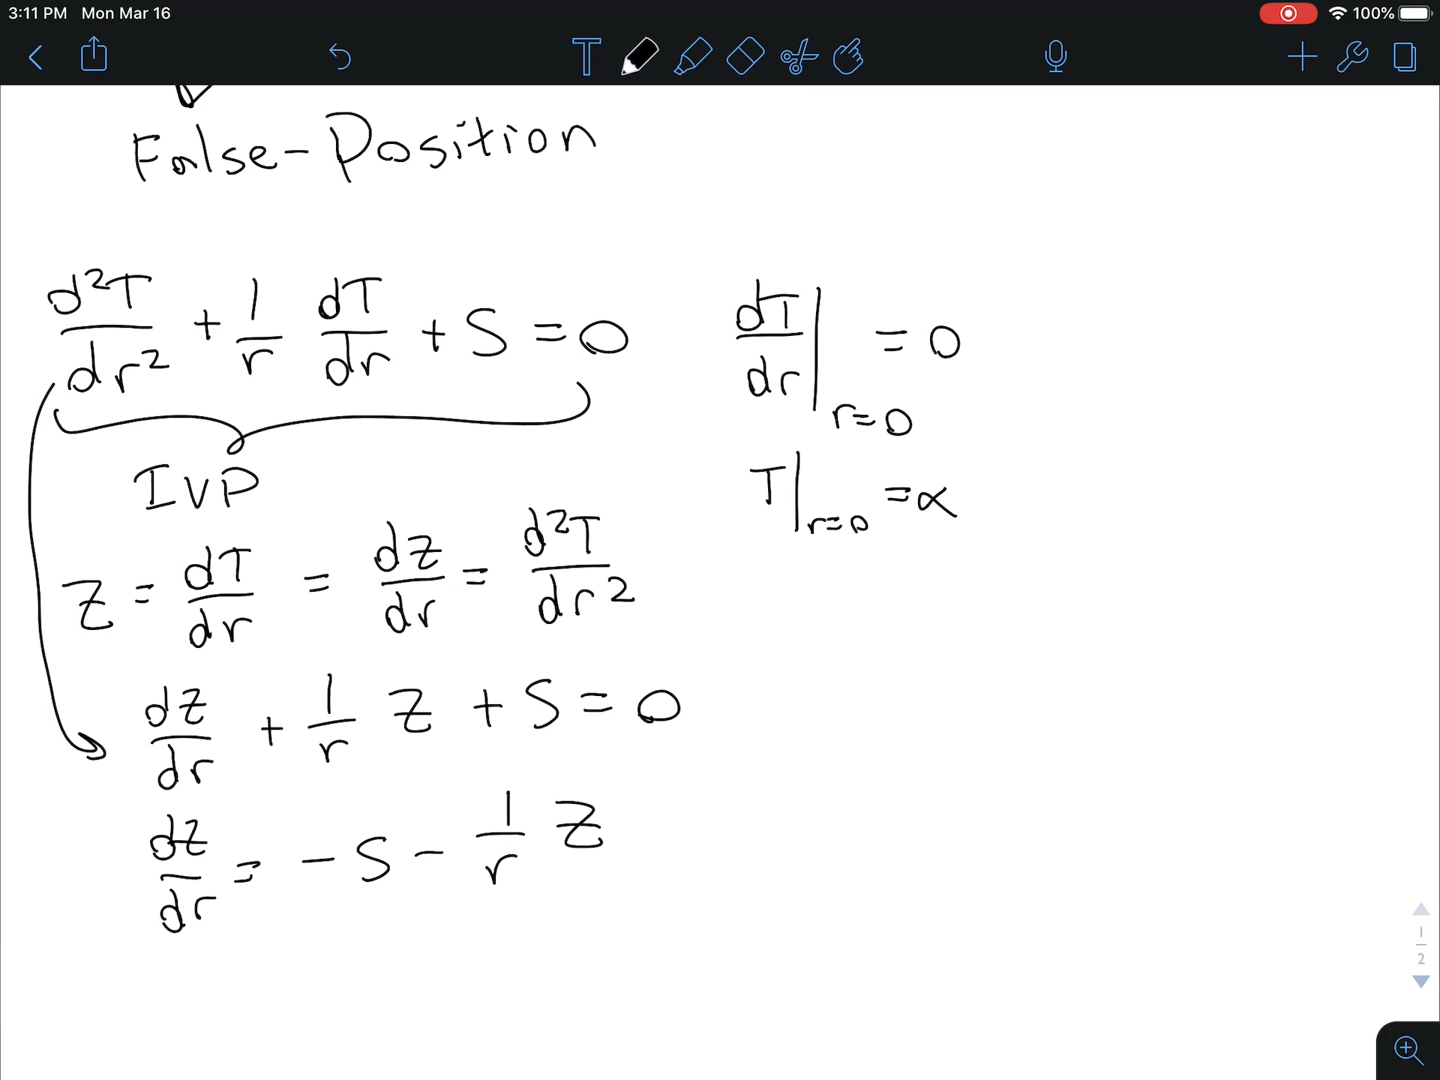 3:11 PM Mon Mar 16 100%
T
False-Position
d²T/dr² + 1/r dT/dr + S = 0
dT/dr|r=0 = 0
IVP
T|r=0 = α
Z = dT/dr = dZ/dr = d²T/dr²
dZ/dr + 1/r Z + S = 0
dZ/dr = - S - 1/r Z
1
2